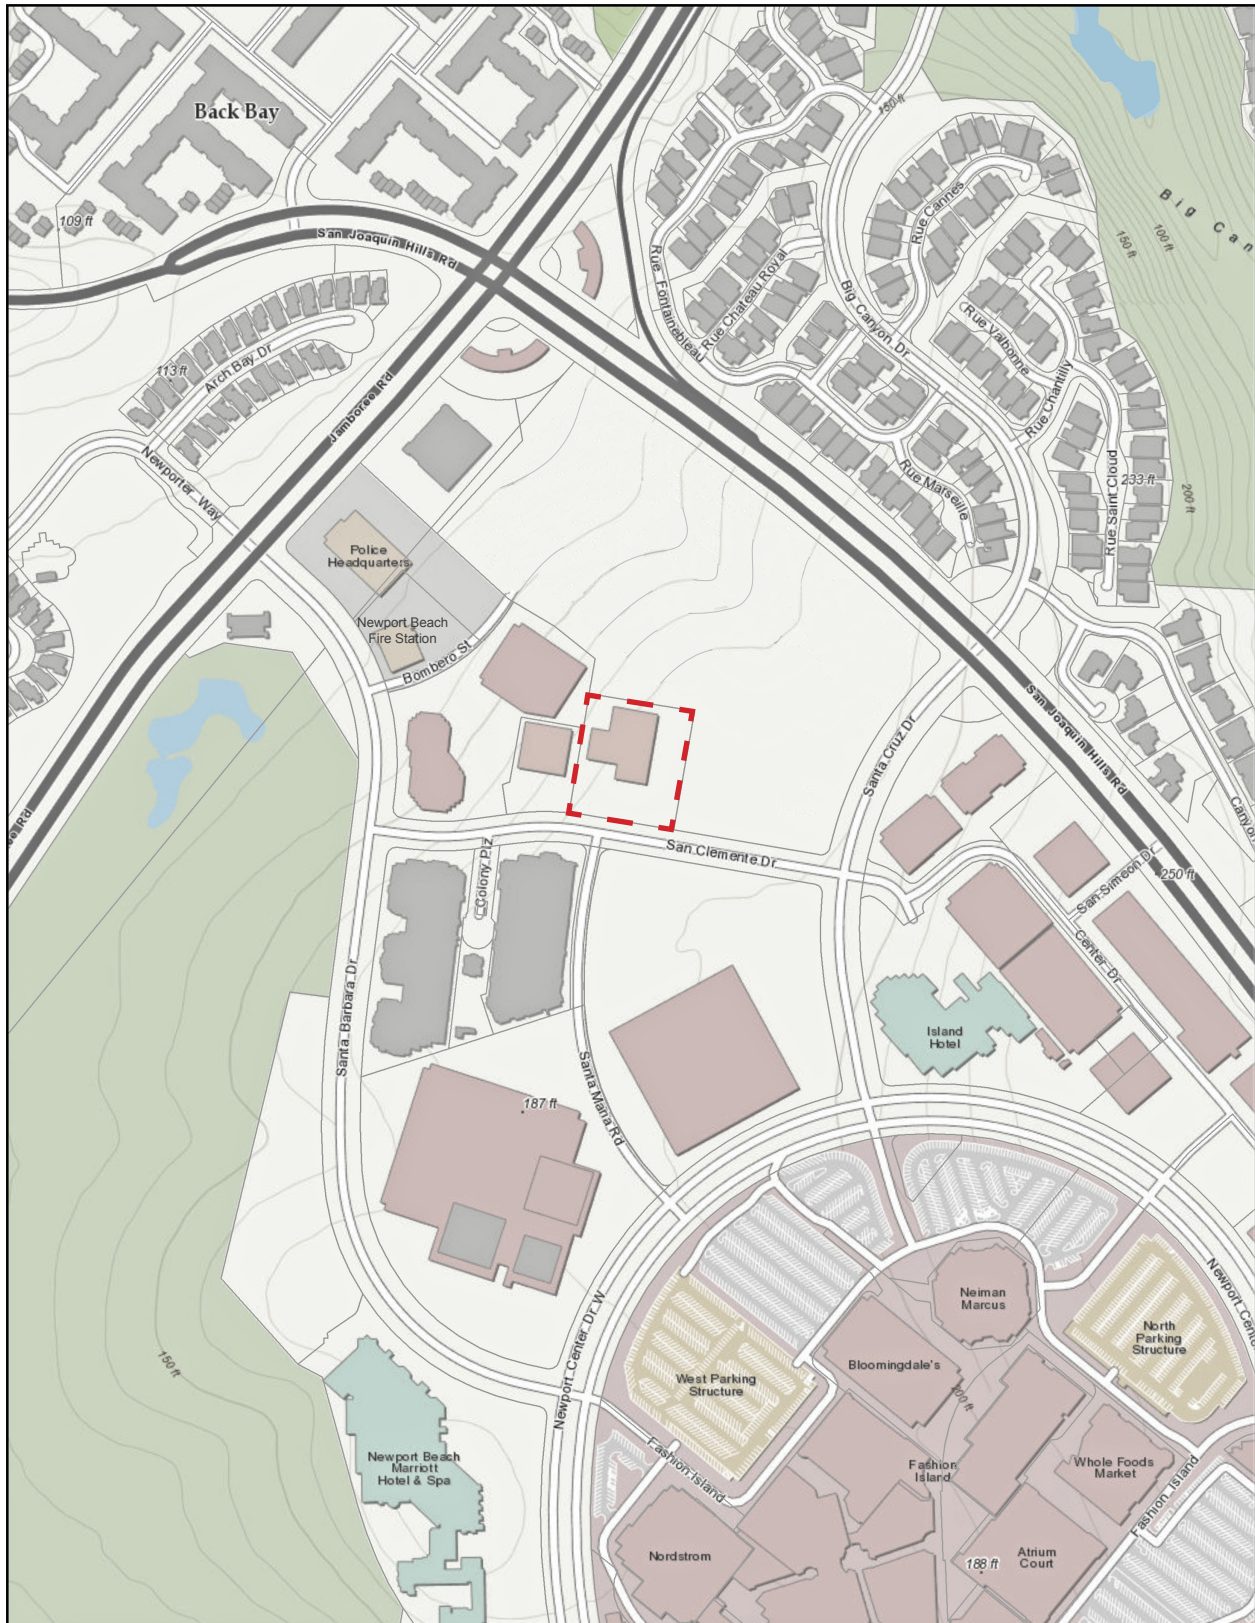 Back Bay
150 ft
Big Can
109 ft
San Joaquin Hills Rd
Rue Cannes
150 ft
100 ft
Rue Fontainebleau
Rue Chateau Royal
Big Canyon Dr
Rue Valbonne
Arch Bay Dr
113 ft
Jamboree Rd
Rue Chantilly
Newporter Way
Rue Marseille
Rue Saint Cloud
233 ft
200 ft
Police
Headquarters
Newport Beach
Fire Station
Bombero St
San Joaquin Hills Rd
Santa Cruz Dr
ee Rd
Canyon
San Clemente Dr
Colony Plz
San Simeon Dr
250 ft
Center Dr
Santa Barbara Dr
Island
Hotel
187 ft
Santa Maria Rd
Newport Center Dr W
Newport Cente
Neiman
Marcus
North
Parking
Structure
Bloomingdale's
West Parking
Structure
200 ft
150 ft
Newport Beach
Marriott
Hotel & Spa
Fashion Island
Fashion
Island
Whole Foods
Market
Fashion Island
Nordstrom
188 ft
Atrium
Court